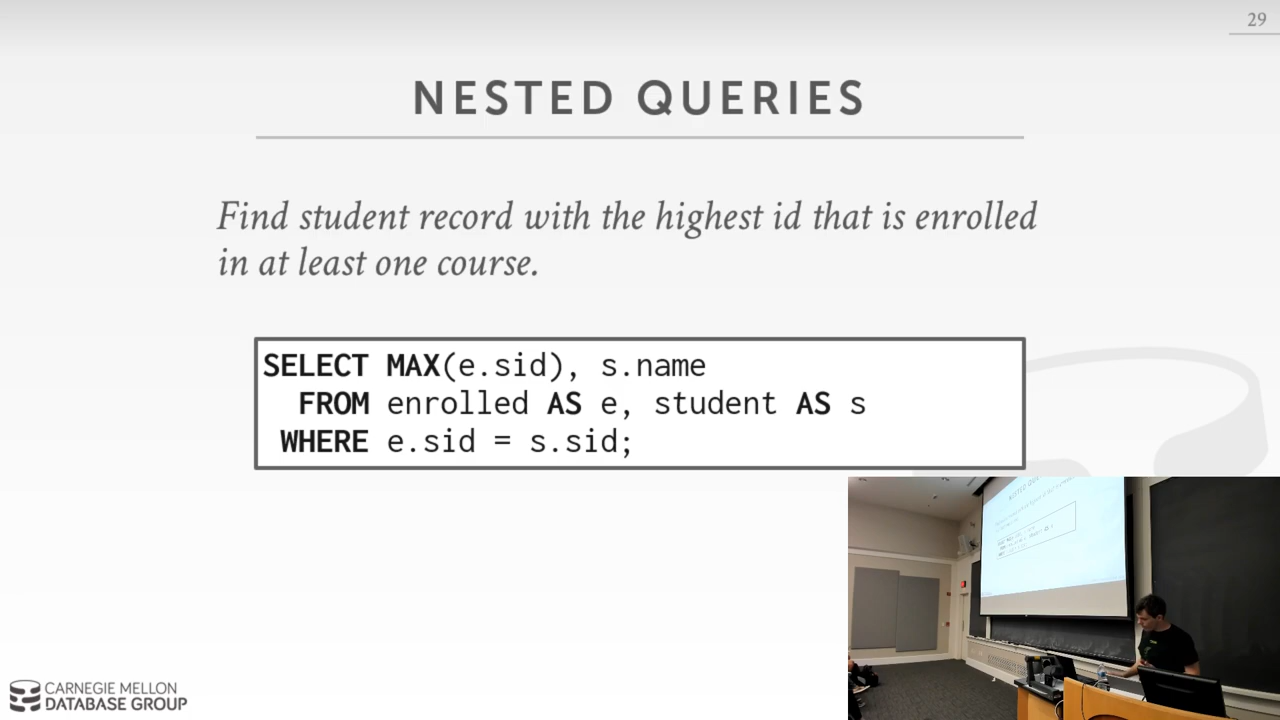 29
NESTED QUERIES
Find student record with the highest id that is enrolled
in at least one course.
SELECT MAX(e.sid), s.name
FROM enrolled AS e, student AS s
WHERE e.sid = s.sid;
CARNEGIE MELLON
DATABASE GROUP